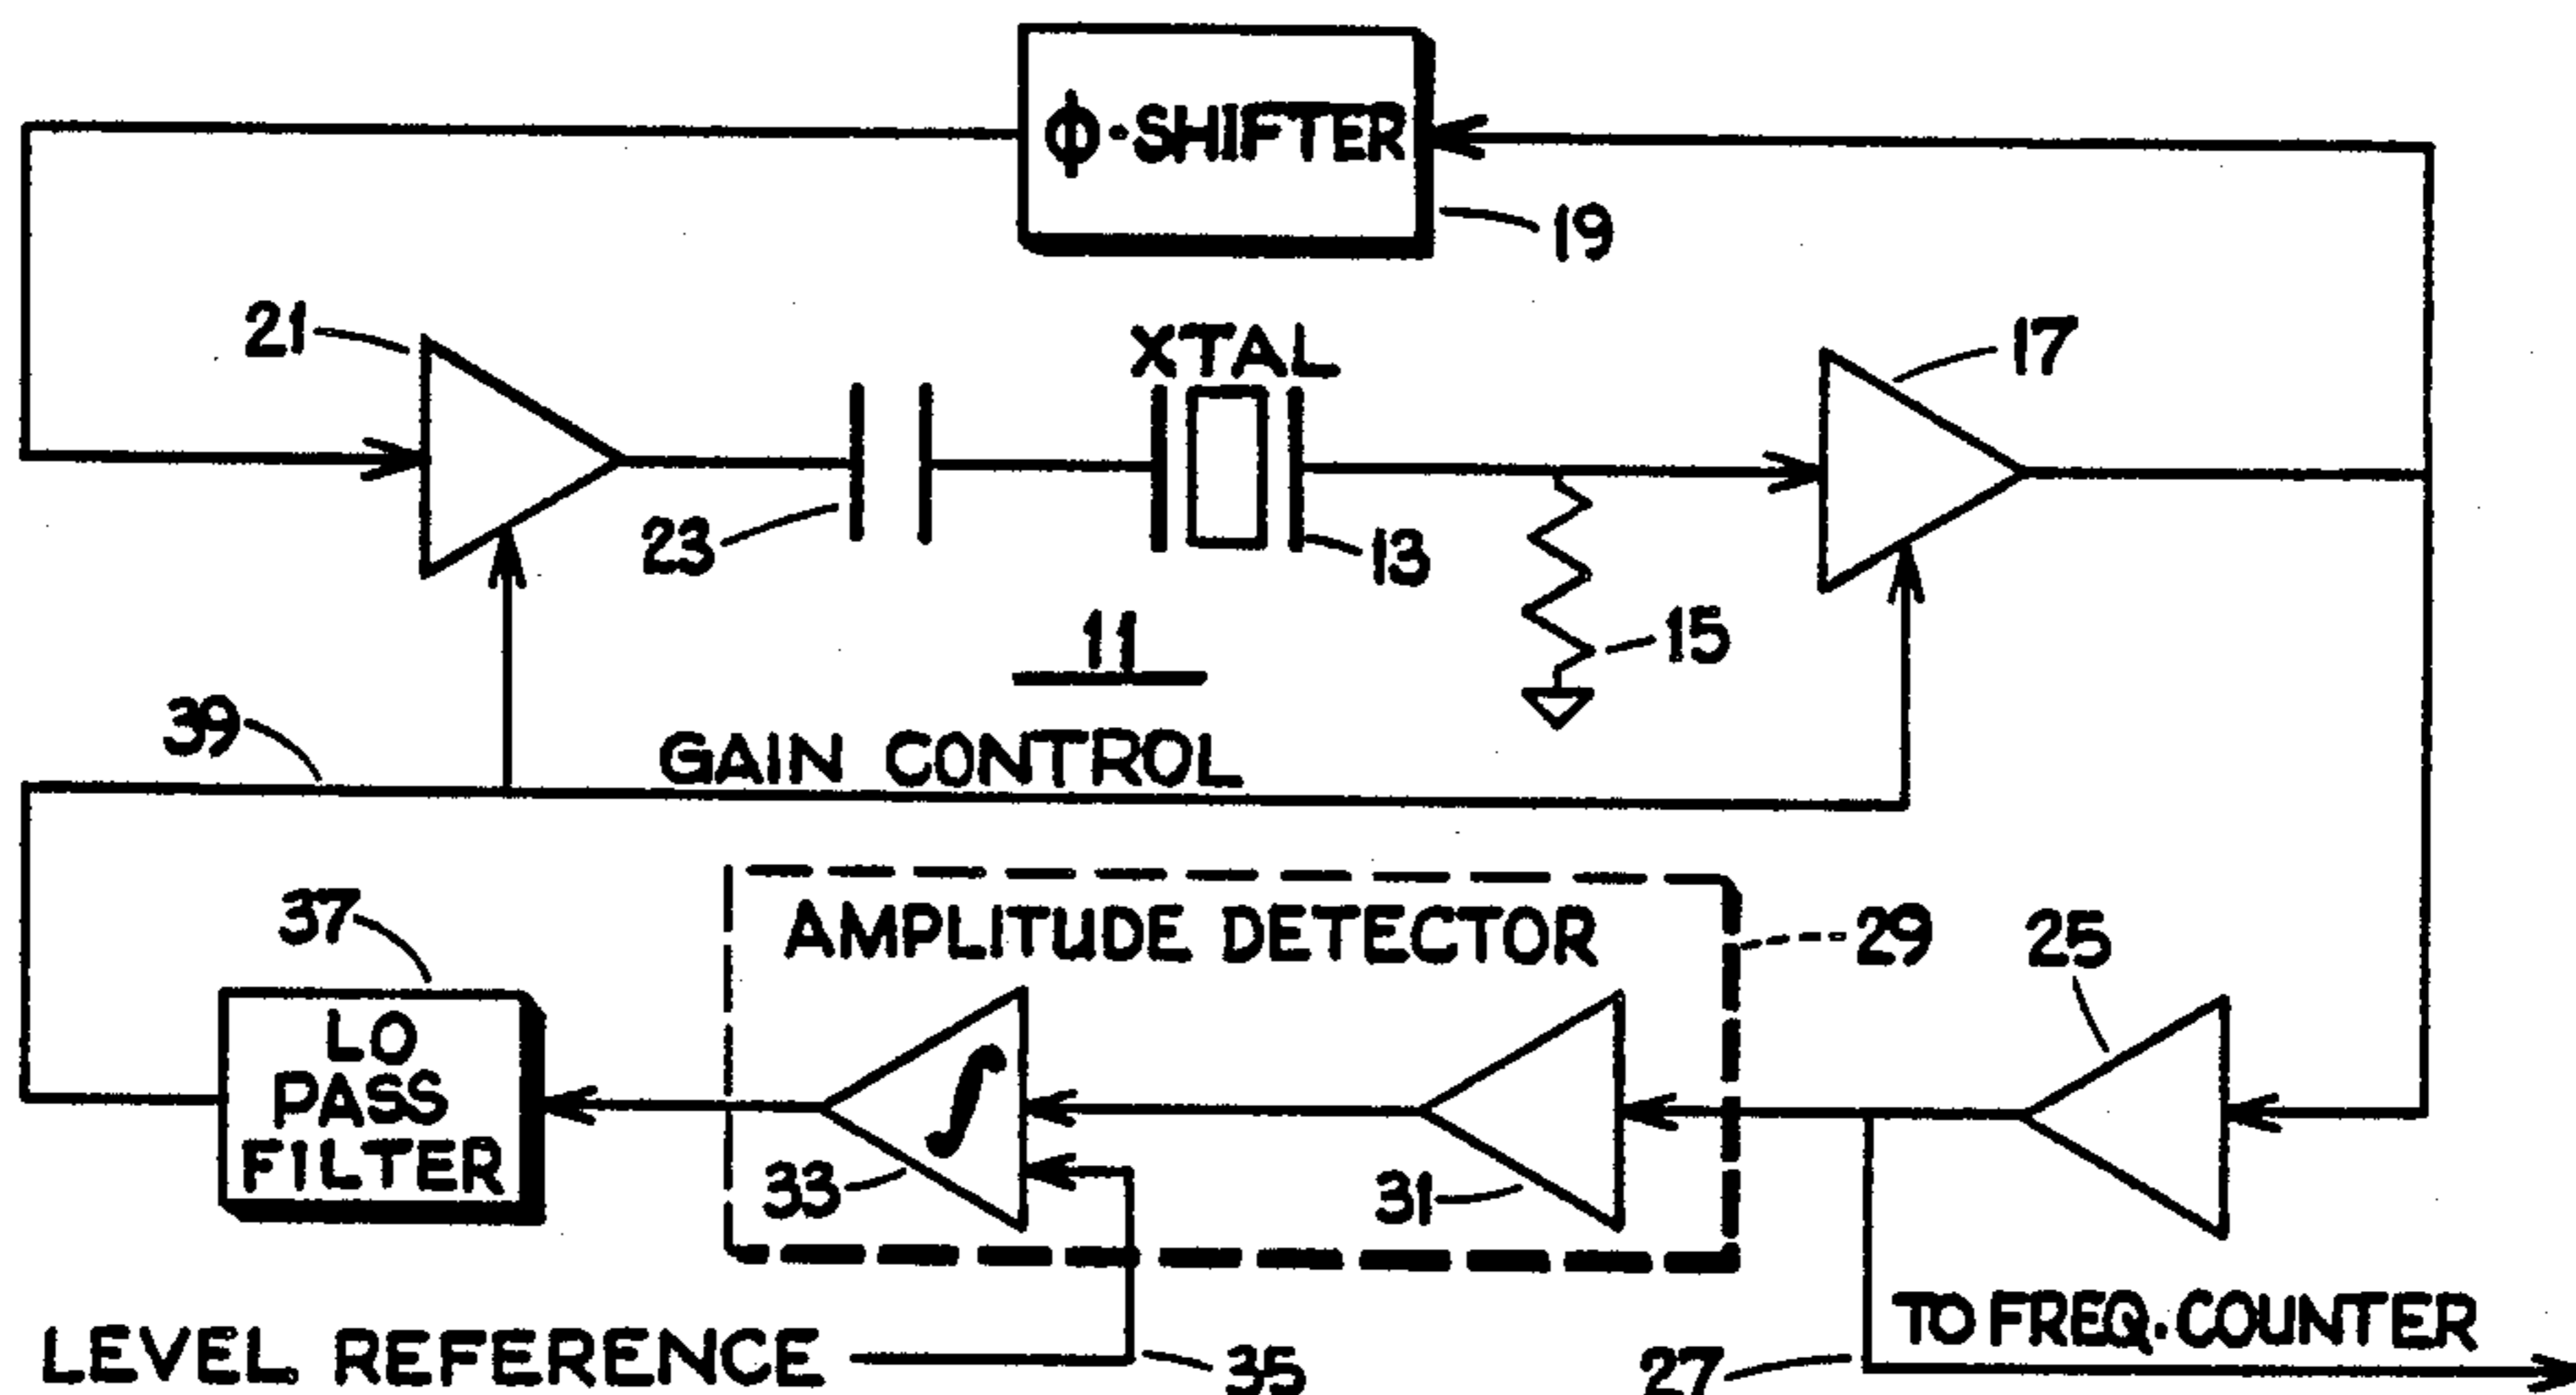 ϕ-SHIFTER
19
21
XTAL
17
23
13
11
15
39
GAIN CONTROL
37
AMPLITUDE DETECTOR
29
25
LO
PASS
FILTER
∫
33
31
TO FREQ. COUNTER
LEVEL REFERENCE
35
27